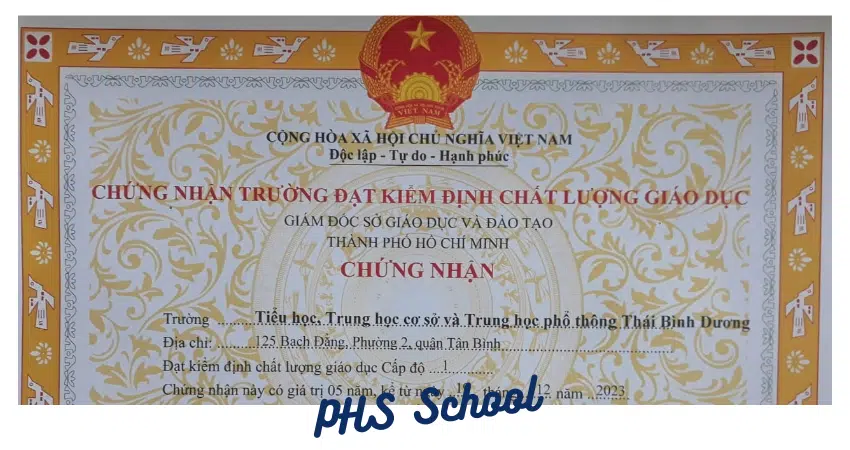 VIỆT NAM
CỘNG HÒA XÃ HỘI CHỦ NGHĨA VIỆT NAM
Độc lập - Tự do - Hạnh phúc
CHỨNG NHẬN TRƯỜNG ĐẠT KIỂM ĐỊNH CHẤT LƯỢNG GIÁO DỤC
GIÁM ĐỐC SỞ GIÁO DỤC VÀ ĐÀO TẠO
THÀNH PHỐ HỒ CHÍ MINH
CHỨNG NHẬN
Trường ......... Tiểu học, Trung học cơ sở và Trung học phổ thông Thái Bình Dương
Địa chỉ: ......... 125 Bạch Đằng, Phường 2, quận Tân Bình
Đạt kiểm định chất lượng giáo dục Cấp độ ...1............
Chứng nhận này có giá trị 05 năm, kể từ ngày tháng 12 năm ..2023.
PHS School